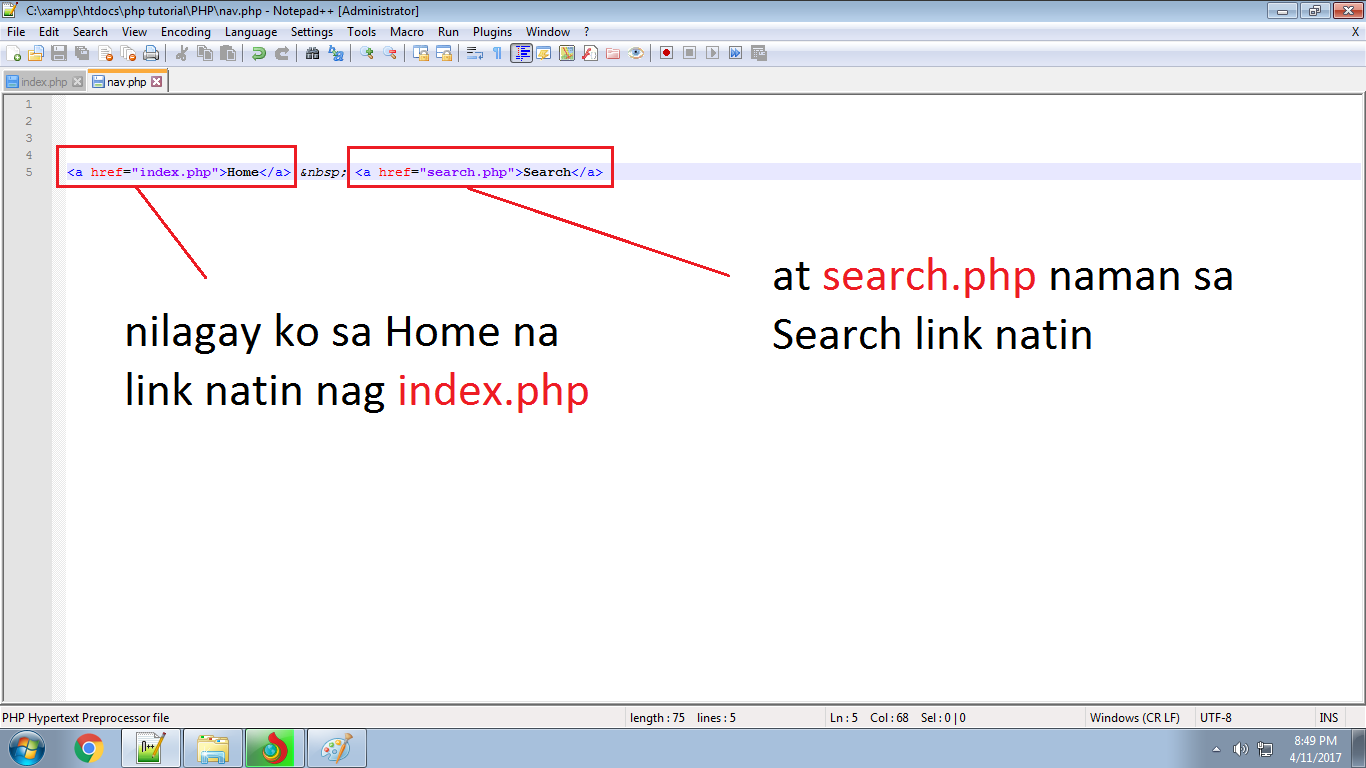 C:\xampp\htdocs\php tutorial\PHP\nav.php - Notepad++ [Administrator]
File Edit Search View Encoding Language Settings Tools Macro Run Plugins Window ? X
index.php nav.php
1
2
3
4
5 <a href="index.php">Home</a> &nbsp; <a href="search.php">Search</a>
at search.php naman sa
Search link natin
nilagay ko sa Home na
link natin nag index.php
PHP Hypertext Preprocessor file length : 75 lines : 5 Ln : 5 Col : 68 Sel : 0 | 0 Windows (CR LF) UTF-8 INS
8:49 PM
4/11/2017